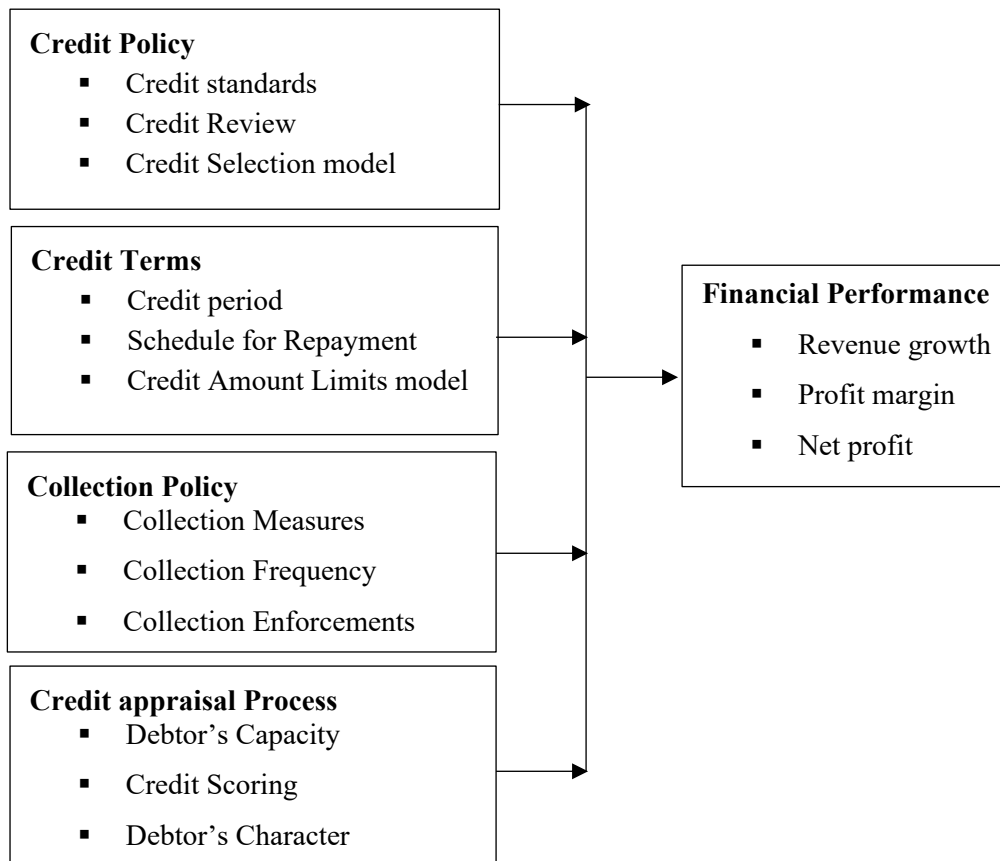 Credit Policy
▪ Credit standards
▪ Credit Review
▪ Credit Selection model
Credit Terms
▪ Credit period
▪ Schedule for Repayment
▪ Credit Amount Limits model
Collection Policy
▪ Collection Measures
▪ Collection Frequency
▪ Collection Enforcements
Credit appraisal Process
▪ Debtor’s Capacity
▪ Credit Scoring
▪ Debtor’s Character
Financial Performance
▪ Revenue growth
▪ Profit margin
▪ Net profit